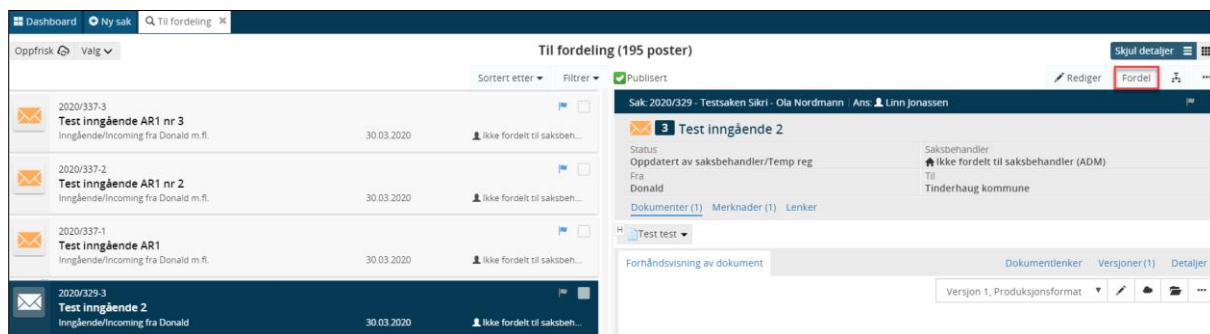 Dashboard Ny sak Til fordeling
Oppfrisk Valg Til fordeling (195 poster) Skjul detaljer
Sortert etter Filtrer Publisert Rediger Fordel
2020/337-3
Test inngående AR1 nr 3
Inngående/Incoming fra Donald m.fl. 30.03.2020 Ikke fordelt til saksbeh...
2020/337-2
Test inngående AR1 nr 2
Inngående/Incoming fra Donald m.fl. 30.03.2020 Ikke fordelt til saksbeh...
2020/337-1
Test inngående AR1
Inngående/Incoming fra Donald m.fl. 30.03.2020 Ikke fordelt til saksbeh...
2020/329-3
Test inngående 2
Inngående/Incoming fra Donald 30.03.2020 Ikke fordelt til saksbeh...
Sak: 2020/329 - Testsaken Sikri - Ola Nordmann Ans: Linn Jonassen
3 Test inngående 2
Status Saksbehandler
Oppdatert av saksbehandler/Temp reg Ikke fordelt til saksbehandler (ADM)
Fra Til
Donald Tinderhaug kommune
Dokumenter (1) Merknader (1) Lenker
H Test test
Forhåndsvisning av dokument Dokumentlenker Versjoner (1) Detaljer
Versjon 1, Produksjonsformat